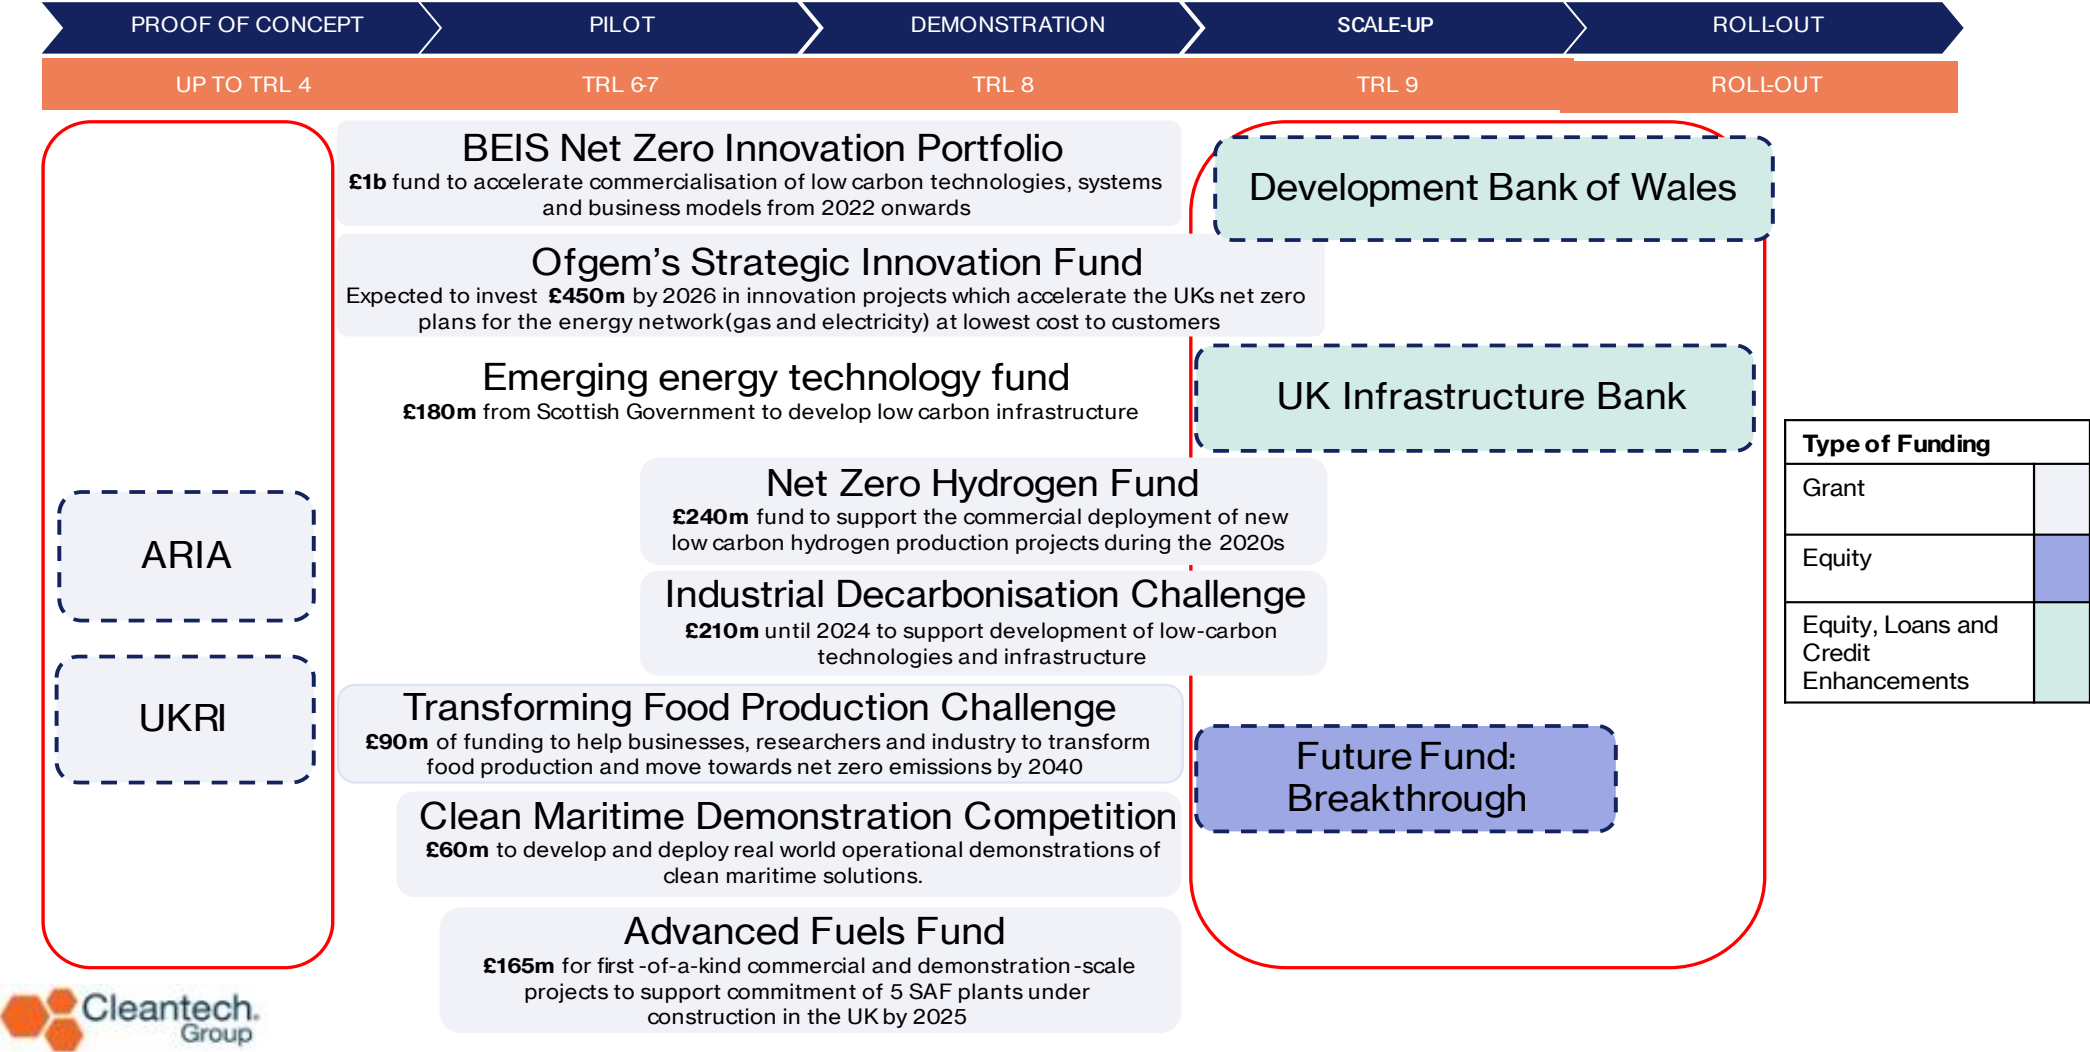 PROOF OF CONCEPT
PILOT
DEMONSTRATION
SCALE-UP
ROLL-OUT
UP TO TRL 4
TRL 6-7
TRL 8
TRL 9
ROLL-OUT
BEIS Net Zero Innovation Portfolio
£1b fund to accelerate commercialisation of low carbon technologies, systems
and business models from 2022 onwards
Development Bank of Wales
Ofgem's Strategic Innovation Fund
Expected to invest £450m by 2026 in innovation projects which accelerate the UKs net zero
plans for the energy network(gas and electricity) at lowest cost to customers
Emerging energy technology fund
£180m from Scottish Government to develop low carbon infrastructure
UK Infrastructure Bank
Net Zero Hydrogen Fund
£240m fund to support the commercial deployment of new
low carbon hydrogen production projects during the 2020s
ARIA
Industrial Decarbonisation Challenge
£210m until 2024 to support development of low-carbon
technologies and infrastructure
UKRI
Transforming Food Production Challenge
£90m of funding to help businesses, researchers and industry to transform
food production and move towards net zero emissions by 2040
Future Fund:
Breakthrough
Clean Maritime Demonstration Competition
£60m to develop and deploy real world operational demonstrations of
clean maritime solutions.
Advanced Fuels Fund
£165m for first-of-a-kind commercial and demonstration-scale
projects to support commitment of 5 SAF plants under
construction in the UK by 2025
Type of Funding
Grant
Equity
Equity, Loans and
Credit
Enhancements
Cleantech.
Group